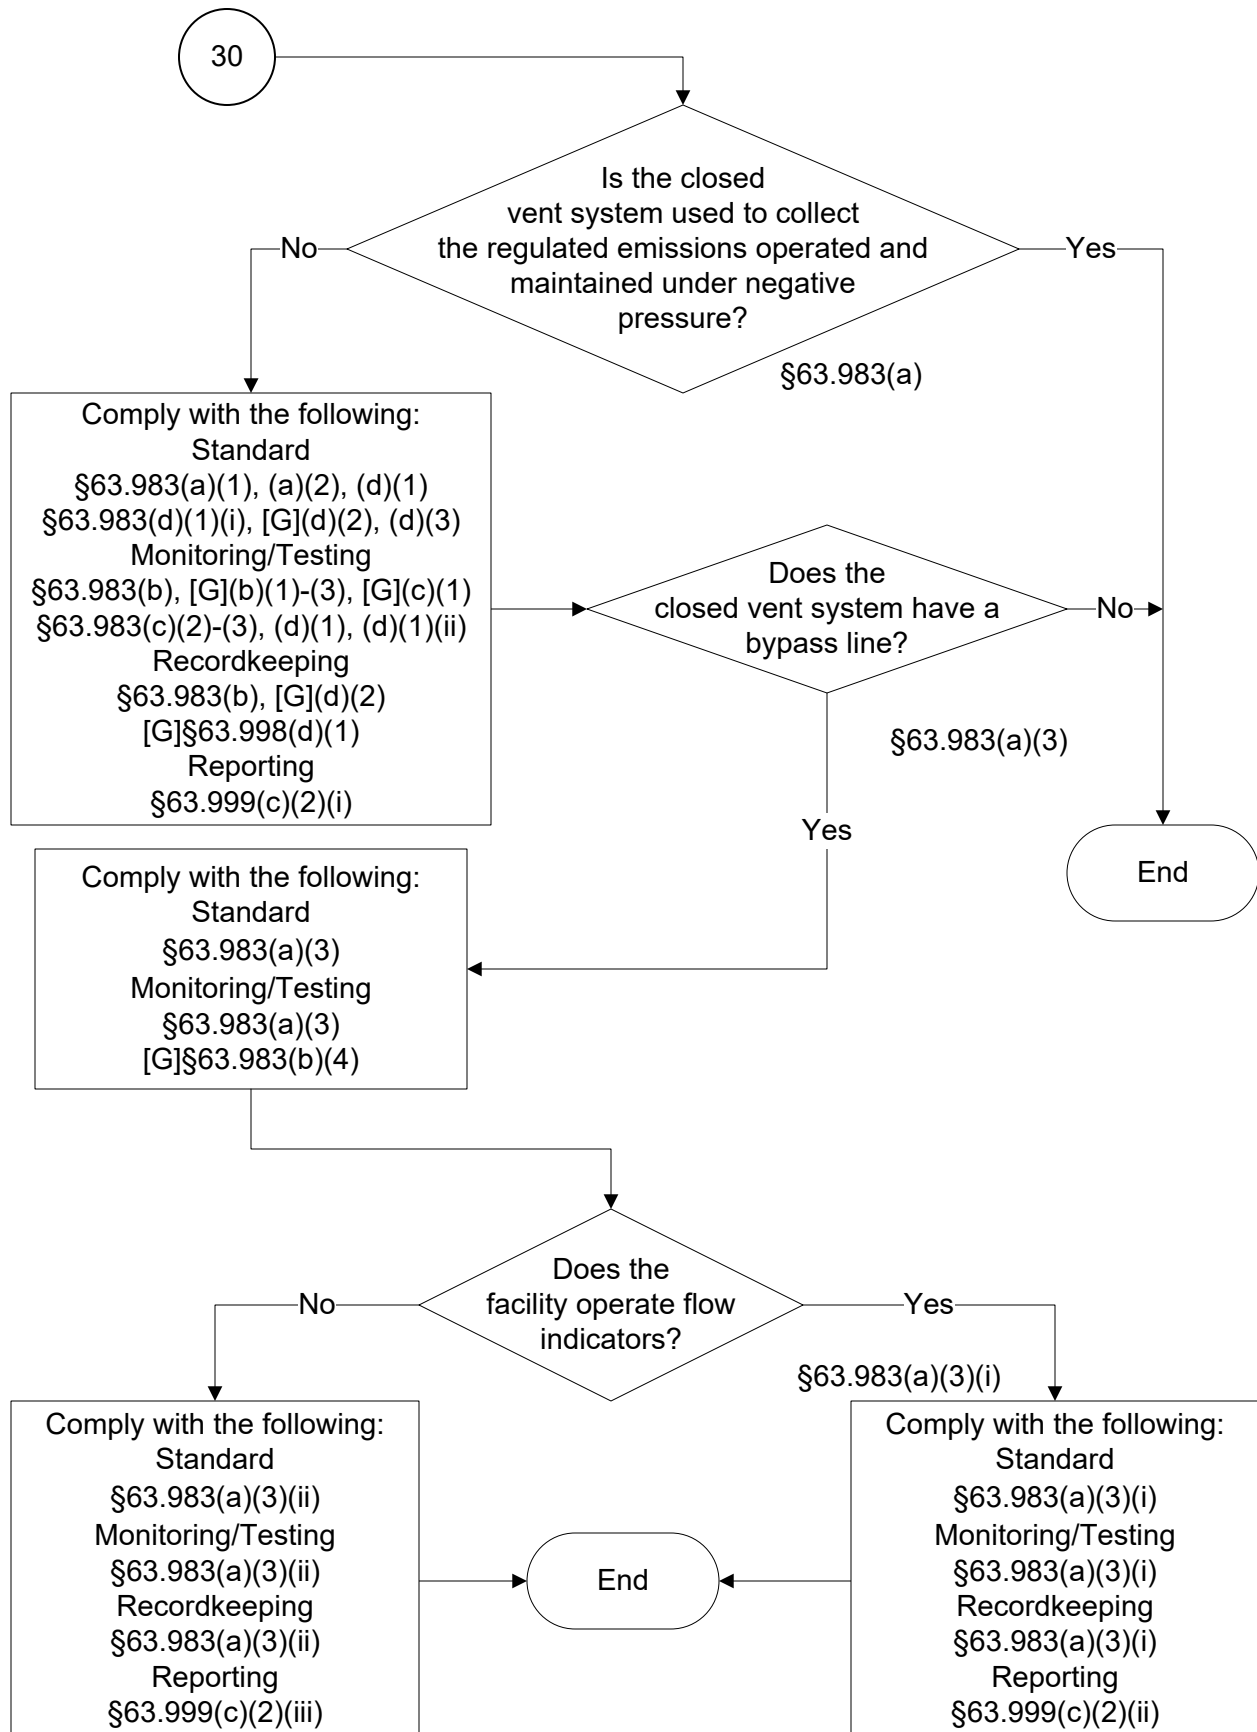 30
Is the closed
vent system used to collect
the regulated emissions operated and
maintained under negative
pressure?
No
Yes
§63.983(a)
Comply with the following:
Standard
§63.983(a)(1), (a)(2), (d)(1)
§63.983(d)(1)(i), [G](d)(2), (d)(3)
Monitoring/Testing
§63.983(b), [G](b)(1)-(3), [G](c)(1)
§63.983(c)(2)-(3), (d)(1), (d)(1)(ii)
Recordkeeping
§63.983(b), [G](d)(2)
[G]§63.998(d)(1)
Reporting
§63.999(c)(2)(i)
Does the
closed vent system have a
bypass line?
No
§63.983(a)(3)
Yes
End
Comply with the following:
Standard
§63.983(a)(3)
Monitoring/Testing
§63.983(a)(3)
[G]§63.983(b)(4)
Does the
facility operate flow
indicators?
No
Yes
§63.983(a)(3)(i)
Comply with the following:
Standard
§63.983(a)(3)(ii)
Monitoring/Testing
§63.983(a)(3)(ii)
Recordkeeping
§63.983(a)(3)(ii)
Reporting
§63.999(c)(2)(iii)
End
Comply with the following:
Standard
§63.983(a)(3)(i)
Monitoring/Testing
§63.983(a)(3)(i)
Recordkeeping
§63.983(a)(3)(i)
Reporting
§63.999(c)(2)(ii)